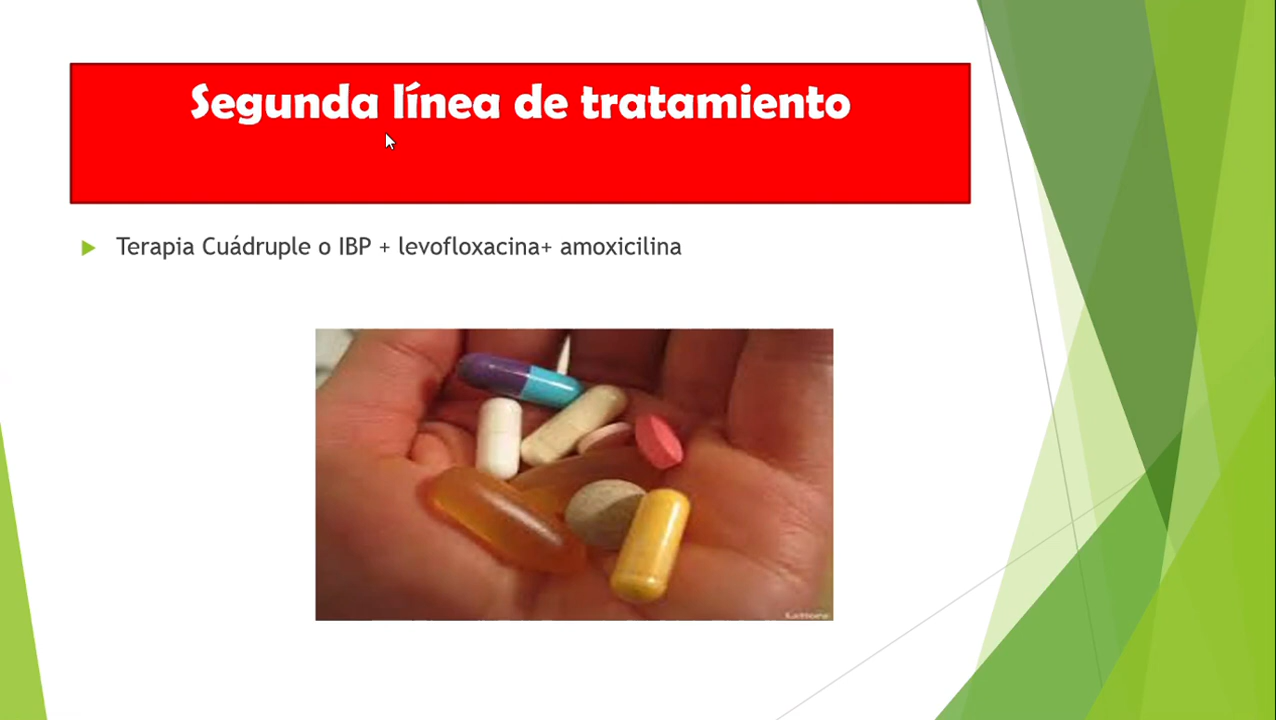 Segunda línea de tratamiento
Terapia Cuádruple o IBP + levofloxacina+ amoxicilina